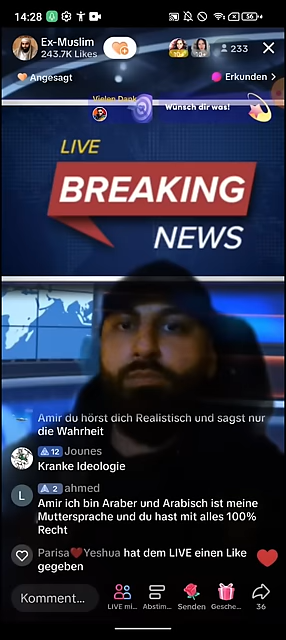 14:28
56
Ex-Muslim
243.7K Likes
233
Angesagt
Erkunden
Vielen Dank
Wünsch dir was!
LIVE
BREAKING
NEWS
Amir du hörst dich Realistisch und sagst nur
die Wahrheit
12 Jounes
Kranke Ideologie
L
2 ahmed
Amir ich bin Araber und Arabisch ist meine
Muttersprache und du hast mit alles 100%
Recht
Parisa❤️Yeshua hat dem LIVE einen Like
gegeben
Komment...
LIVE mi...
Abstim...
Senden
Gesche...
36